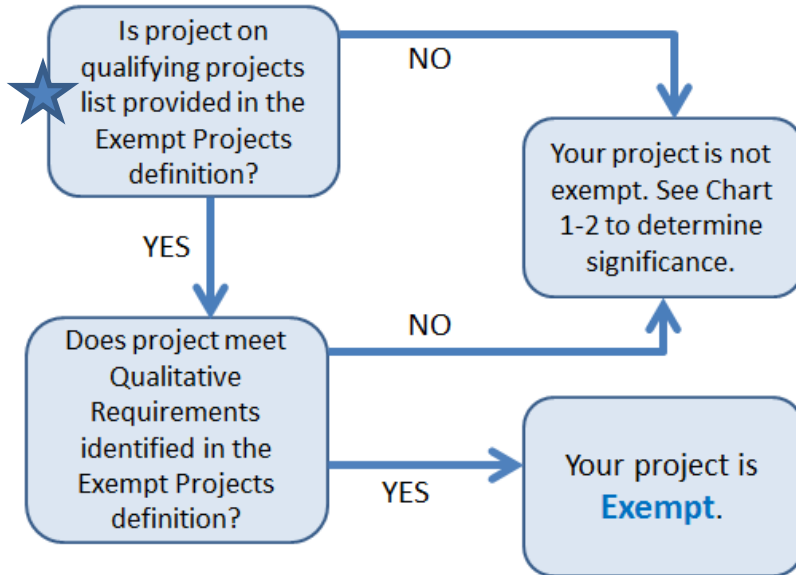 Is project on
qualifying projects
list provided in the
Exempt Projects
definition?
NO
Your project is not
exempt. See Chart
1-2 to determine
significance.
YES
Does project meet
Qualitative
Requirements
identified in the
Exempt Projects
definition?
NO
YES
Your project is
Exempt.